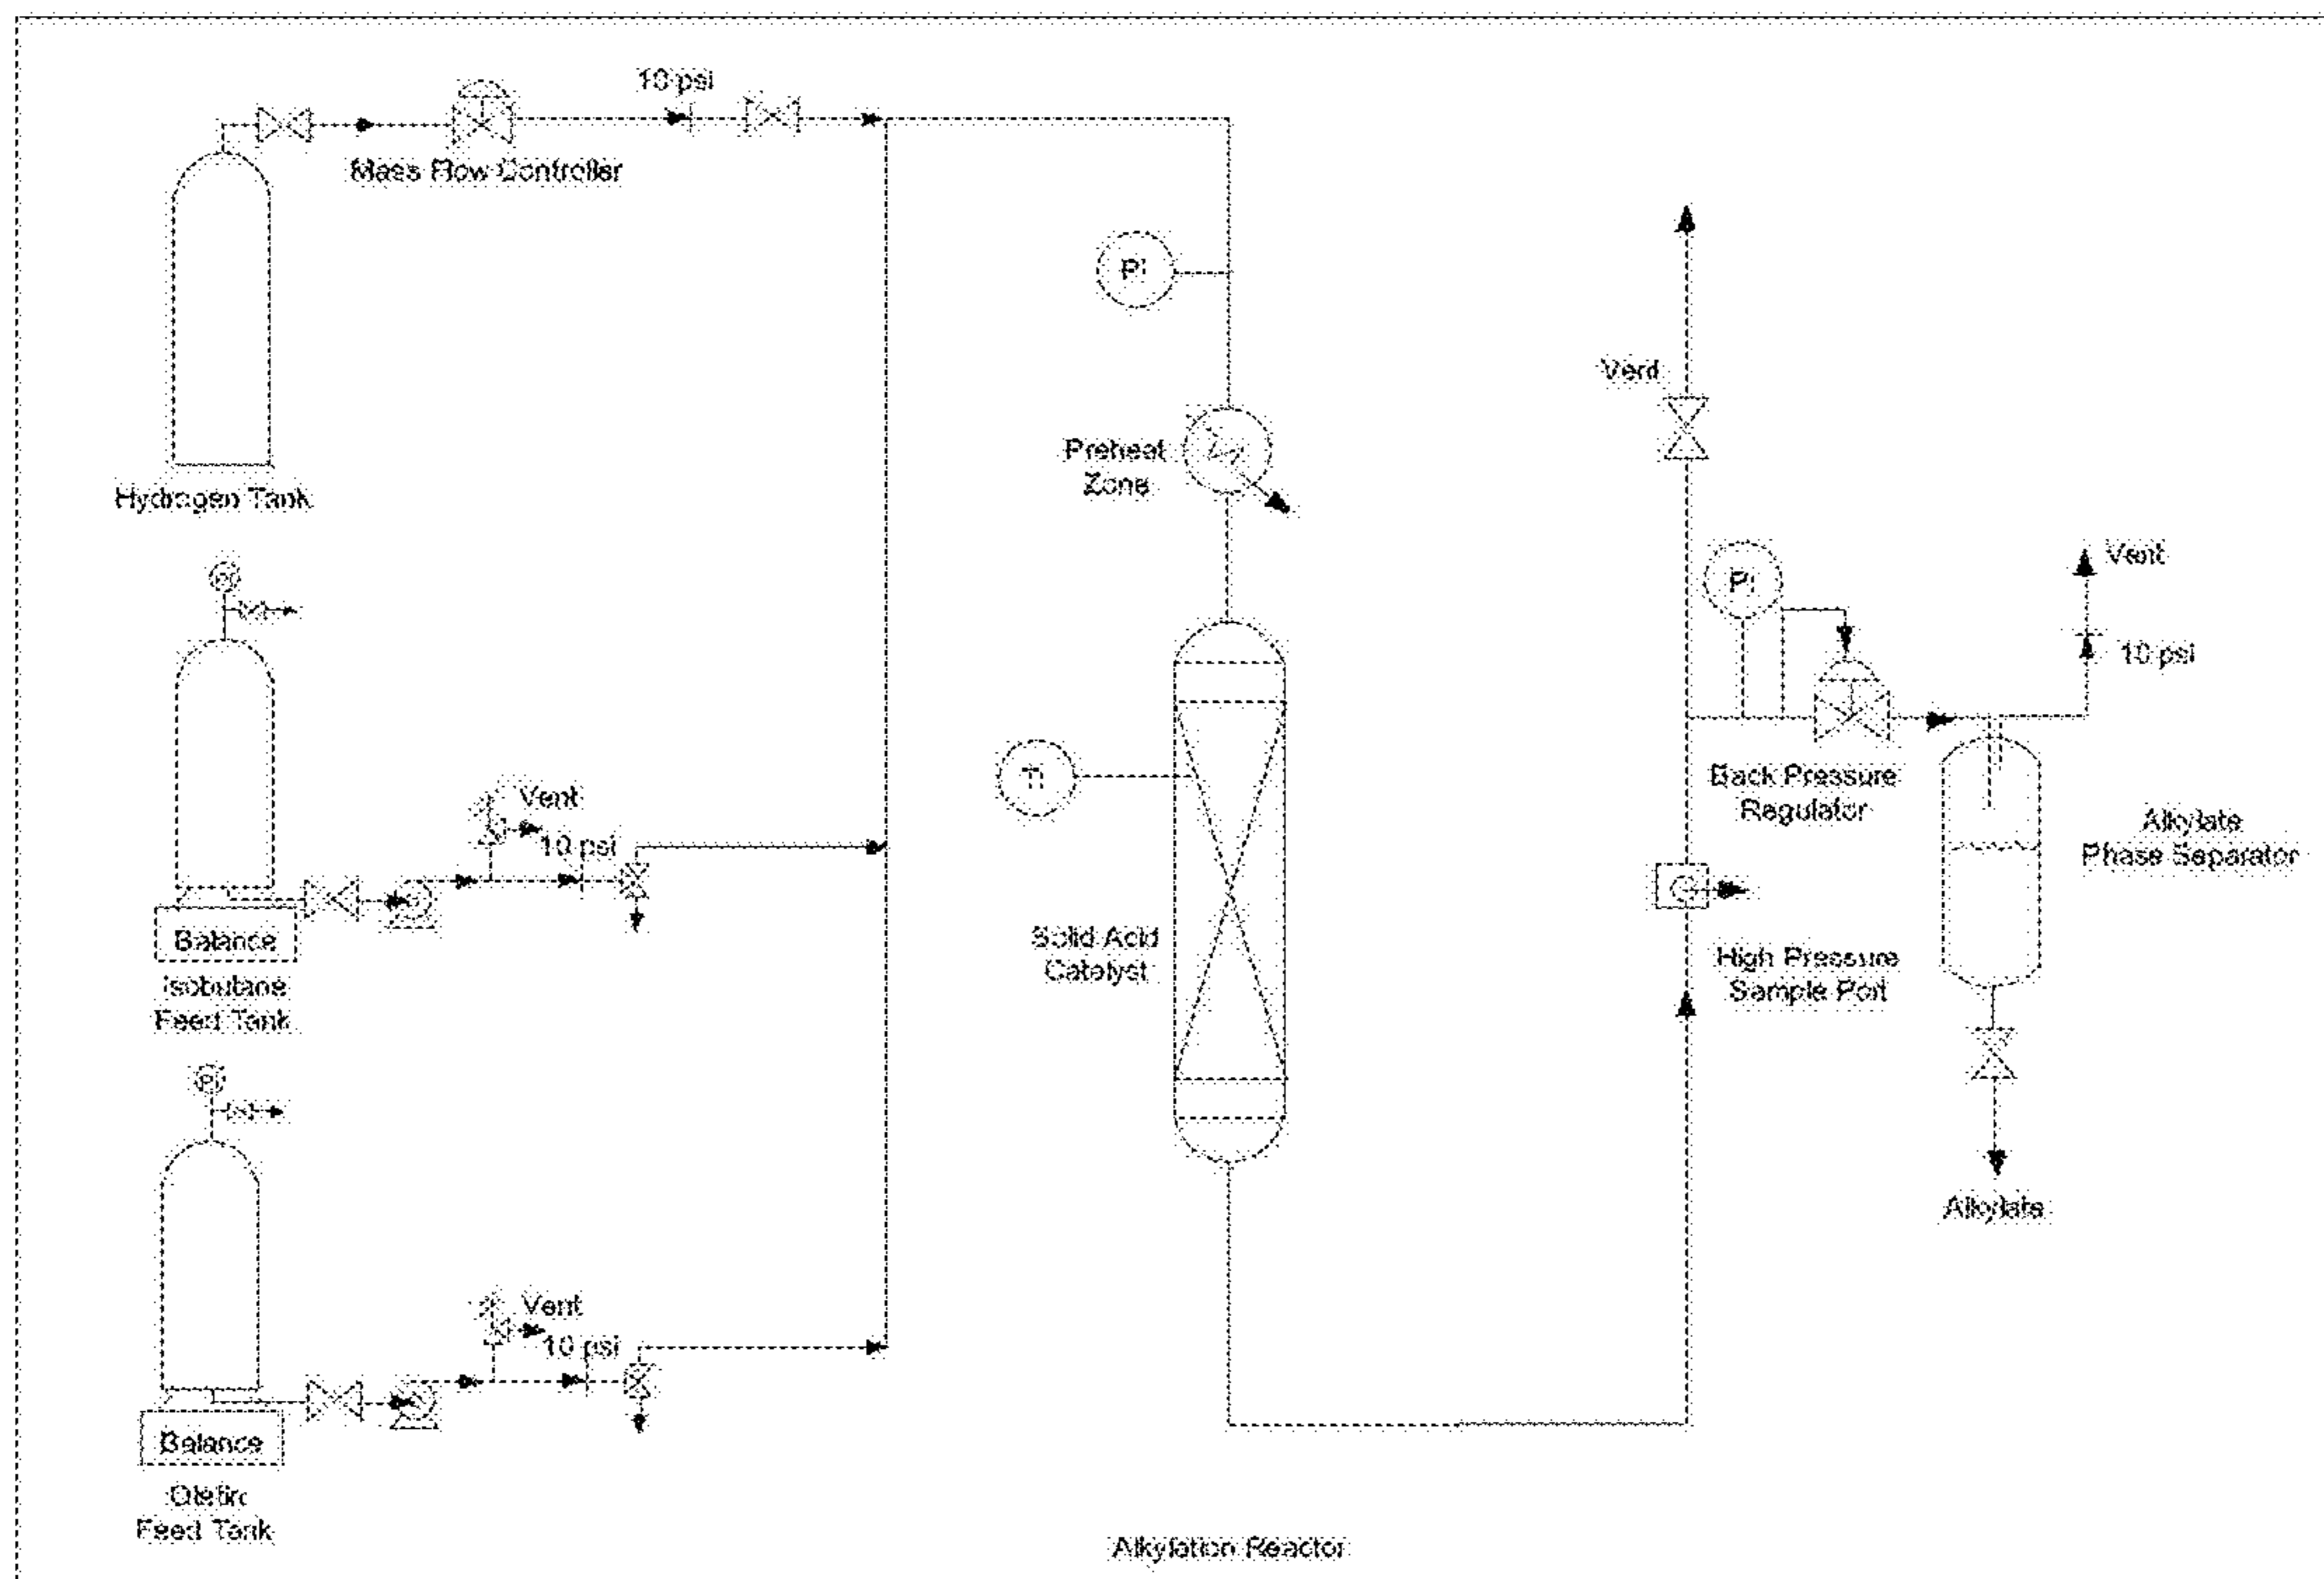 10 psi
Mass Flow Controller
Hydrogen Tank
PI
Preheat
Zone
Vent
PI
Vent
10 psi
Back Pressure
Regulator
Alkylate
Phase Separator
TI
Solid Acid
Catalyst
High Pressure
Sample Port
Alkylate
PI
Vent
10 psi
Balance
Isobutane
Feed Tank
PI
Vent
10 psi
Balance
Olefin
Feed Tank
Alkylation Reactor